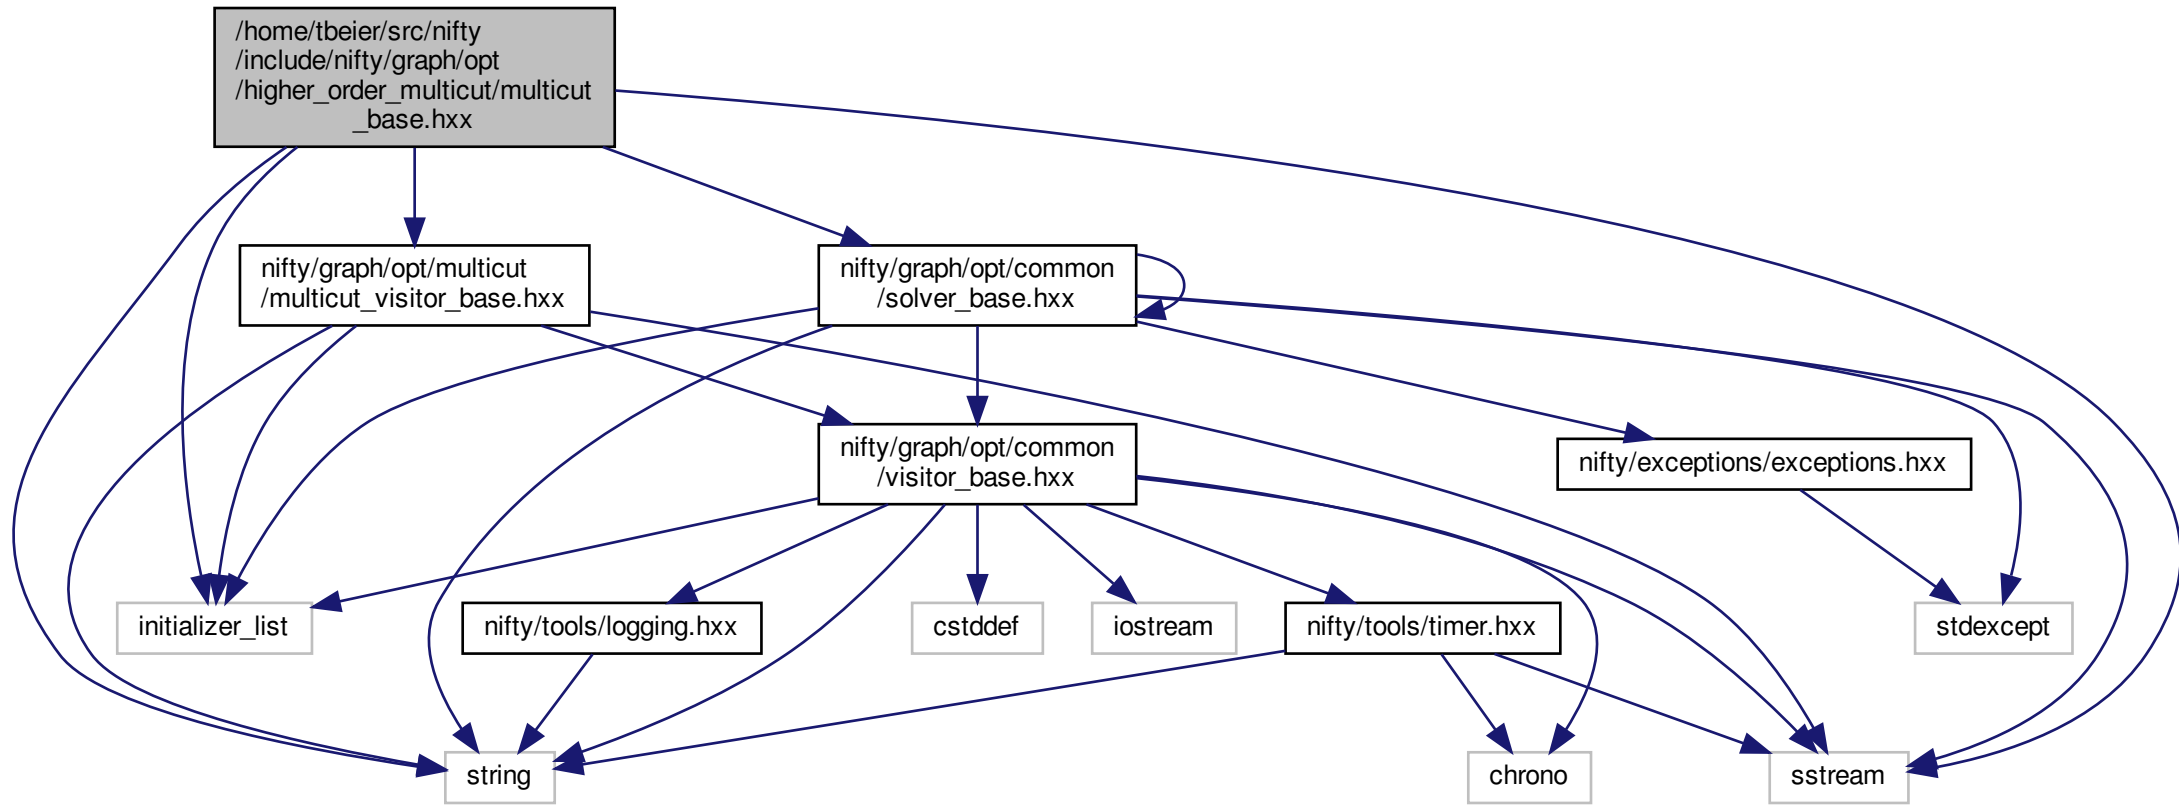 /home/tbeier/src/nifty
/include/nifty/graph/opt
/higher_order_multicut/multicut
_base.hxx
nifty/graph/opt/multicut
/multicut_visitor_base.hxx
nifty/graph/opt/common
/solver_base.hxx
nifty/graph/opt/common
/visitor_base.hxx
nifty/exceptions/exceptions.hxx
initializer_list
nifty/tools/logging.hxx
cstddef
iostream
nifty/tools/timer.hxx
stdexcept
string
chrono
sstream